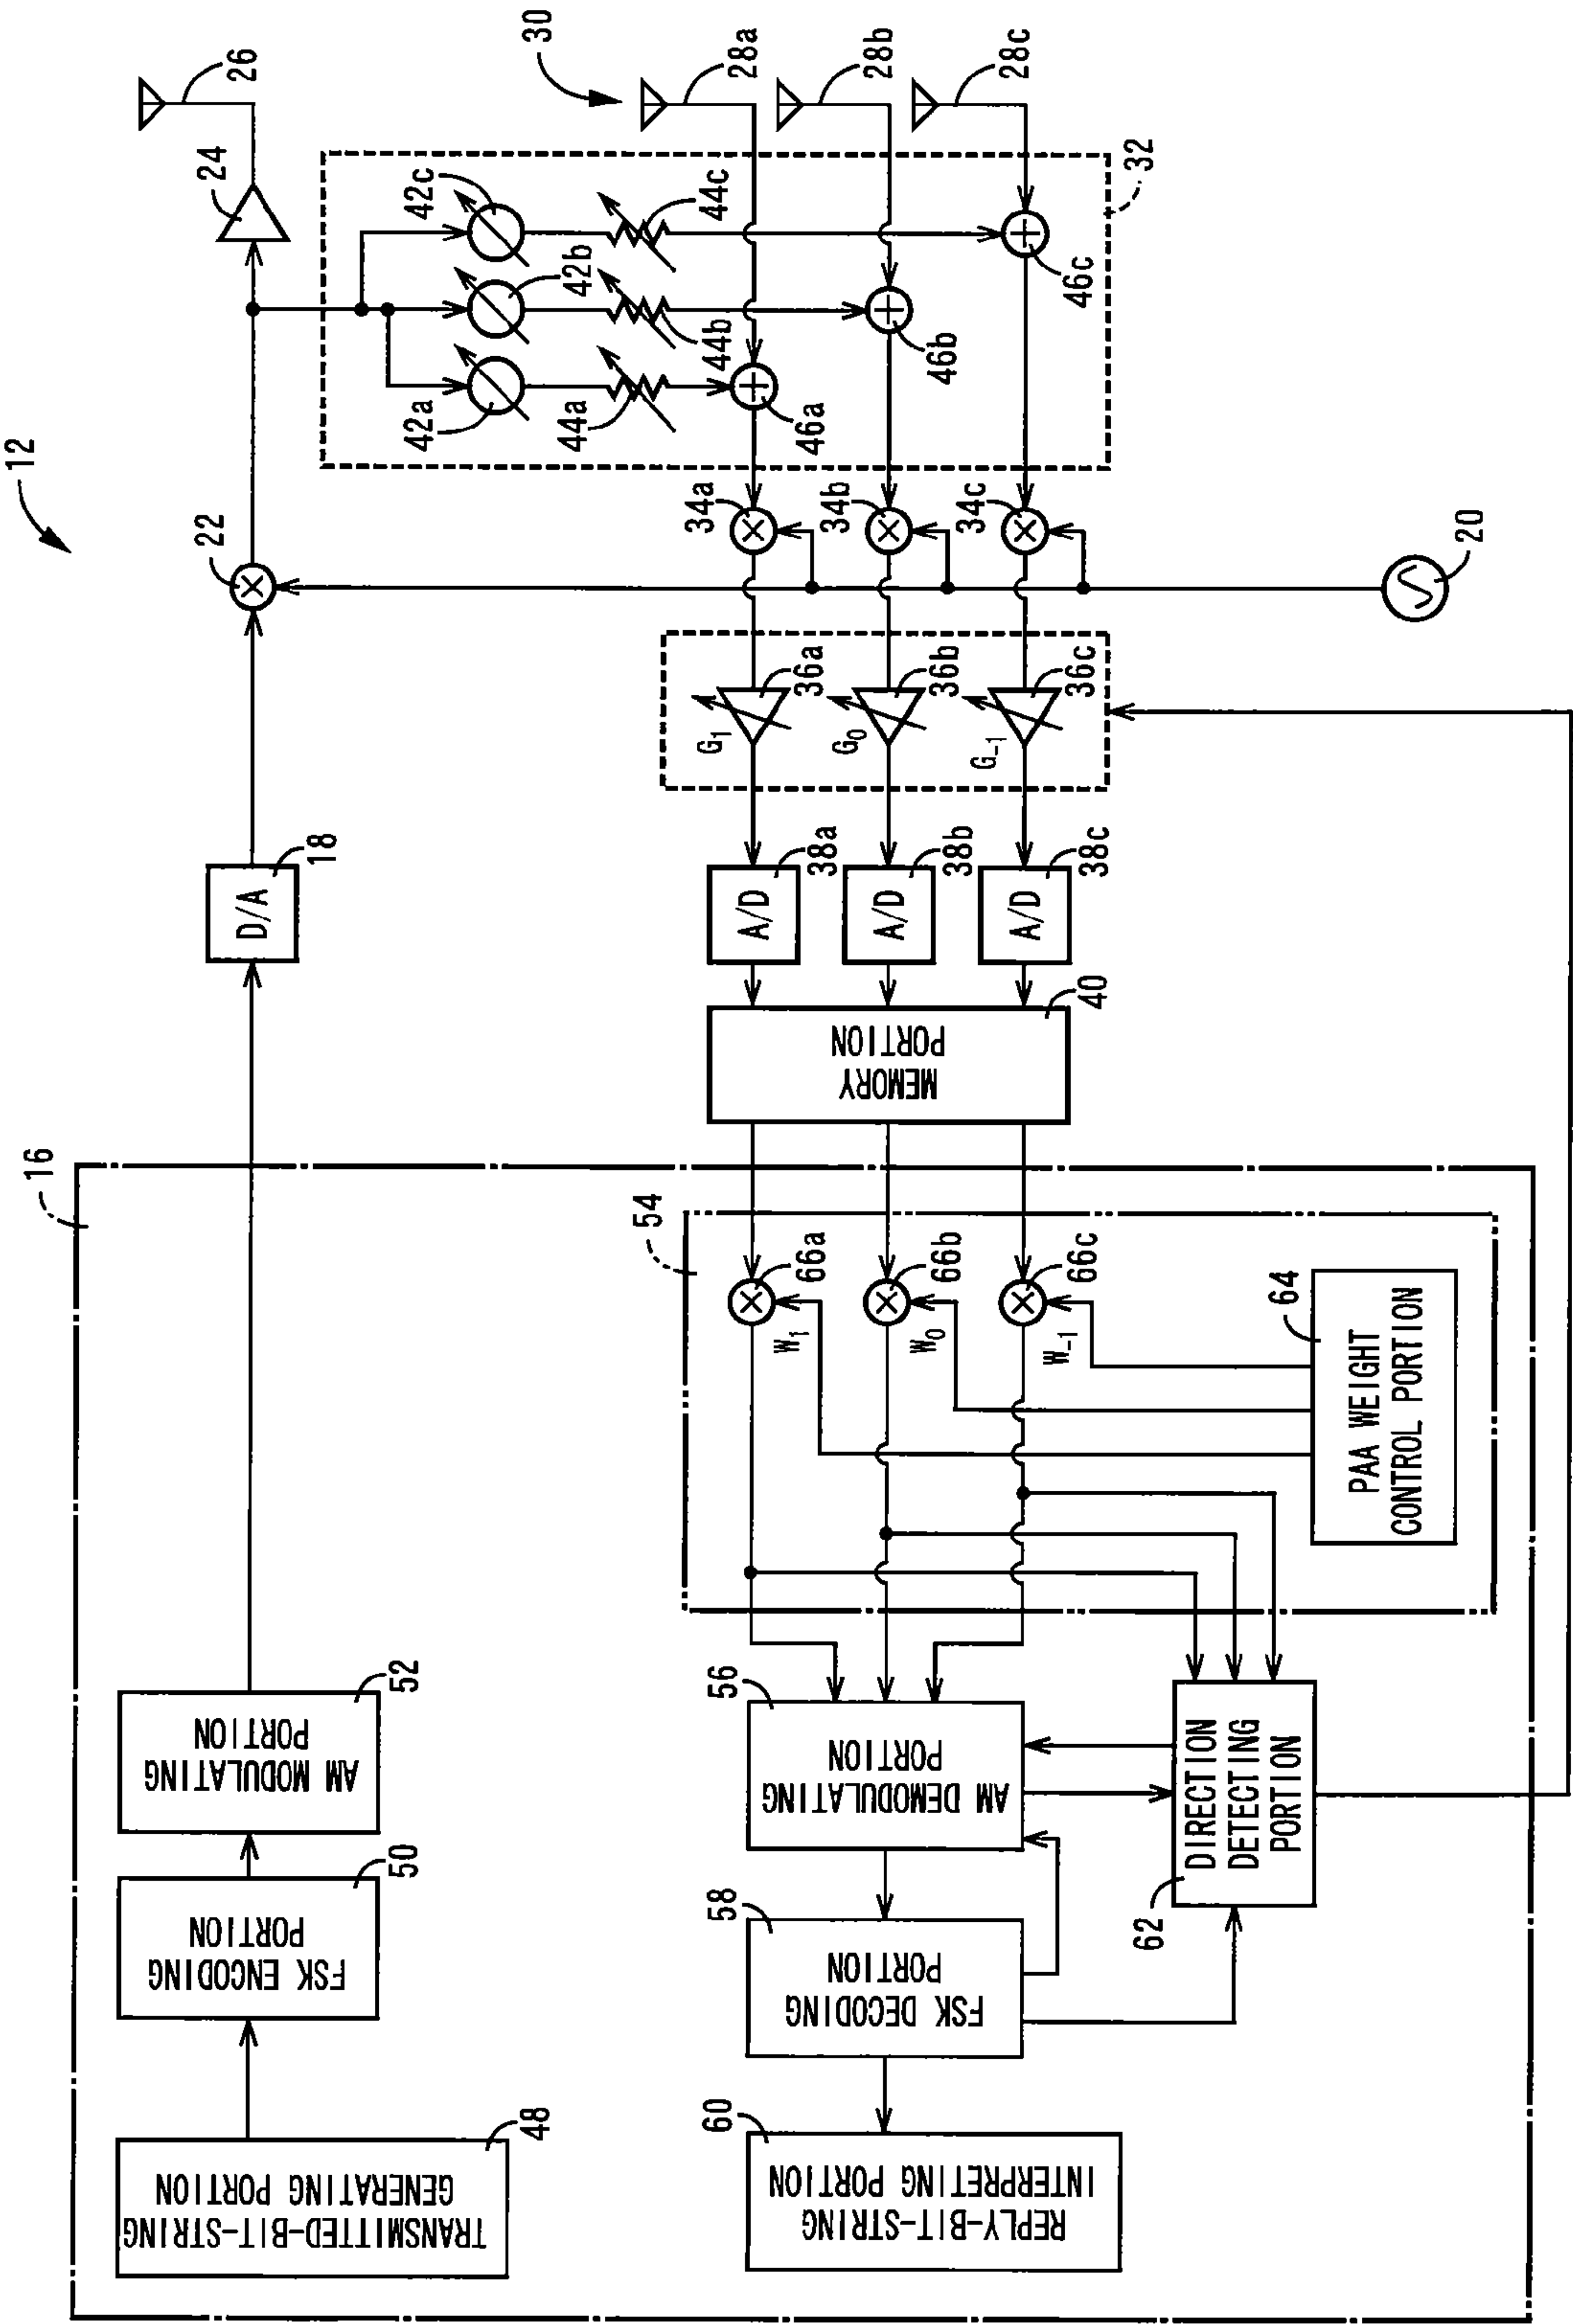 12
16
TRANSMITTED-BIT-STRING
GENERATING PORTION
48
FSK ENCODING
PORTION
50
AM MODULATING
PORTION
52
D/A
18
22
24
26
30
28a
28b
28c
32
42a
42b
42c
44a
44b
44c
46a
46b
46c
34a
34b
34c
20
G1
G0
G-1
36a
36b
36c
A/D
38a
A/D
38b
A/D
38c
MEMORY
PORTION
40
54
66a
66b
66c
W1
W0
W-1
PAA WEIGHT
CONTROL PORTION
64
AM DEMODULATING
PORTION
56
FSK DECODING
PORTION
58
REPLY-BIT-STRING
INTERPRETING PORTION
60
DIRECTION
DETECTING
PORTION
62